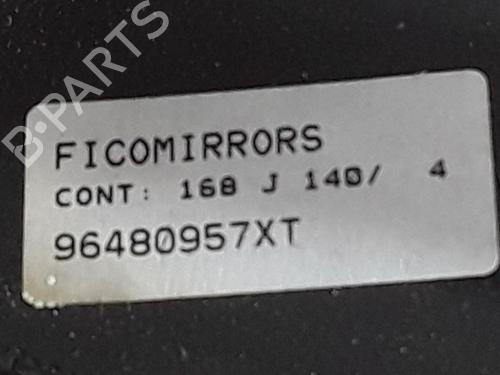 B-PARTS
FICOMIRRORS
CONT: 168 J 140/ 4
96480957XT